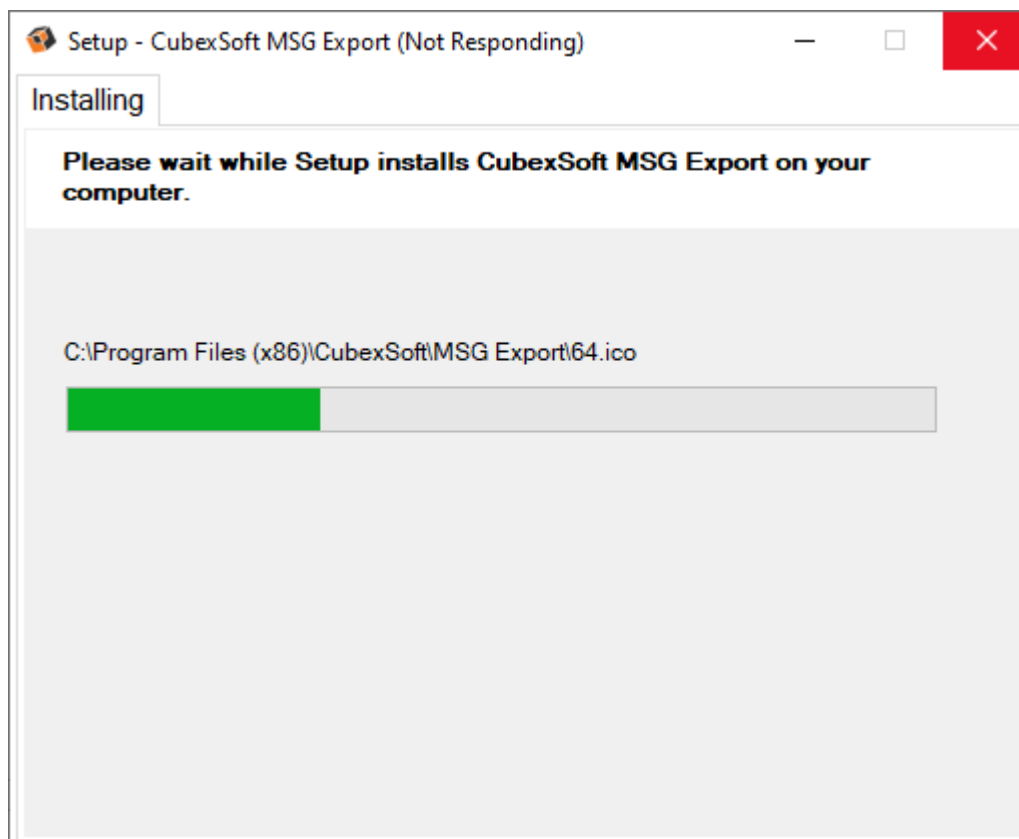 Setup - CubexSoft MSG Export (Not Responding)
Installing
Please wait while Setup installs CubexSoft MSG Export on your
computer.
C:\Program Files (x86)\CubexSoft\MSG Export\64.ico